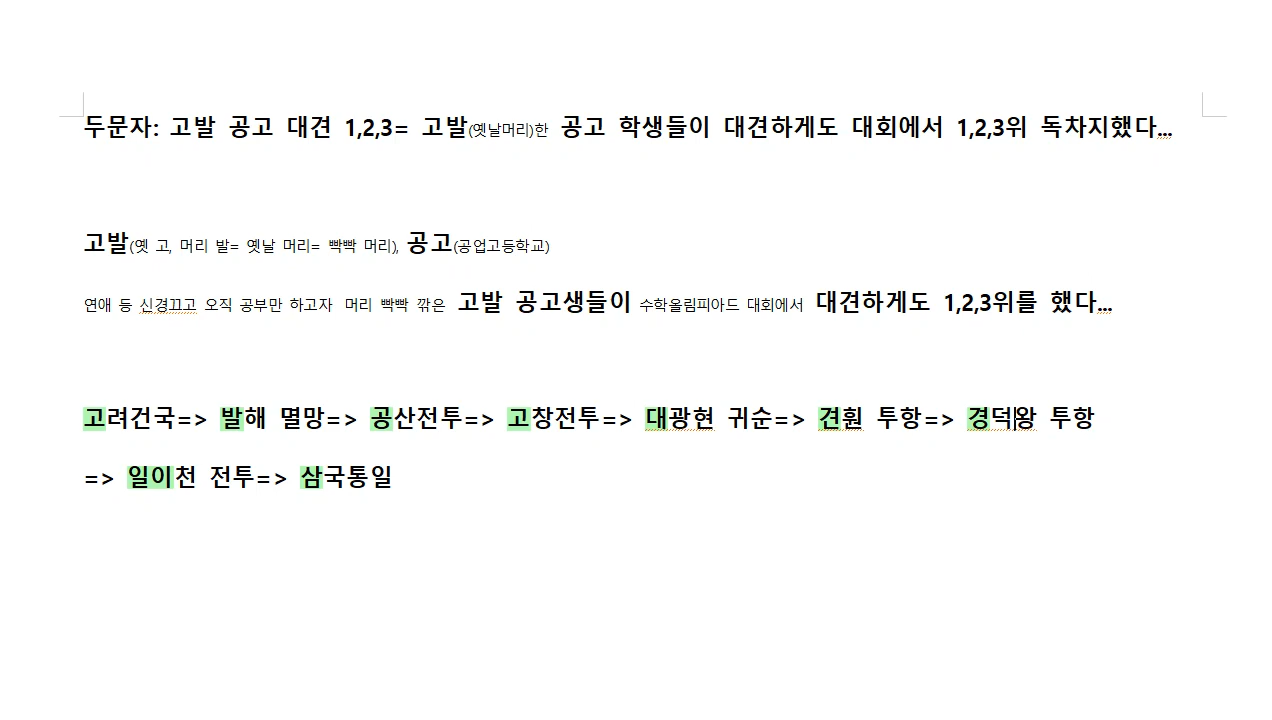 두문자: 고발 공고 대견 1,2,3= 고발(옛날머리)한 공고 학생들이 대견하게도 대회에서 1,2,3위 독차지했다...
고발(옛 고, 머리 발= 옛날 머리= 빡빡 머리), 공고(공업고등학교)
연애 등 신경끄고 오직 공부만 하고자 머리 빡빡 깎은 고발 공고생들이 수학올림피아드 대회에서 대견하게도 1,2,3위를 했다...
고려건국=> 발해 멸망=> 공산전투=> 고창전투=> 대광현 귀순=> 견훤 투항=> 경덕왕 투항
=> 일이천 전투=> 삼국통일